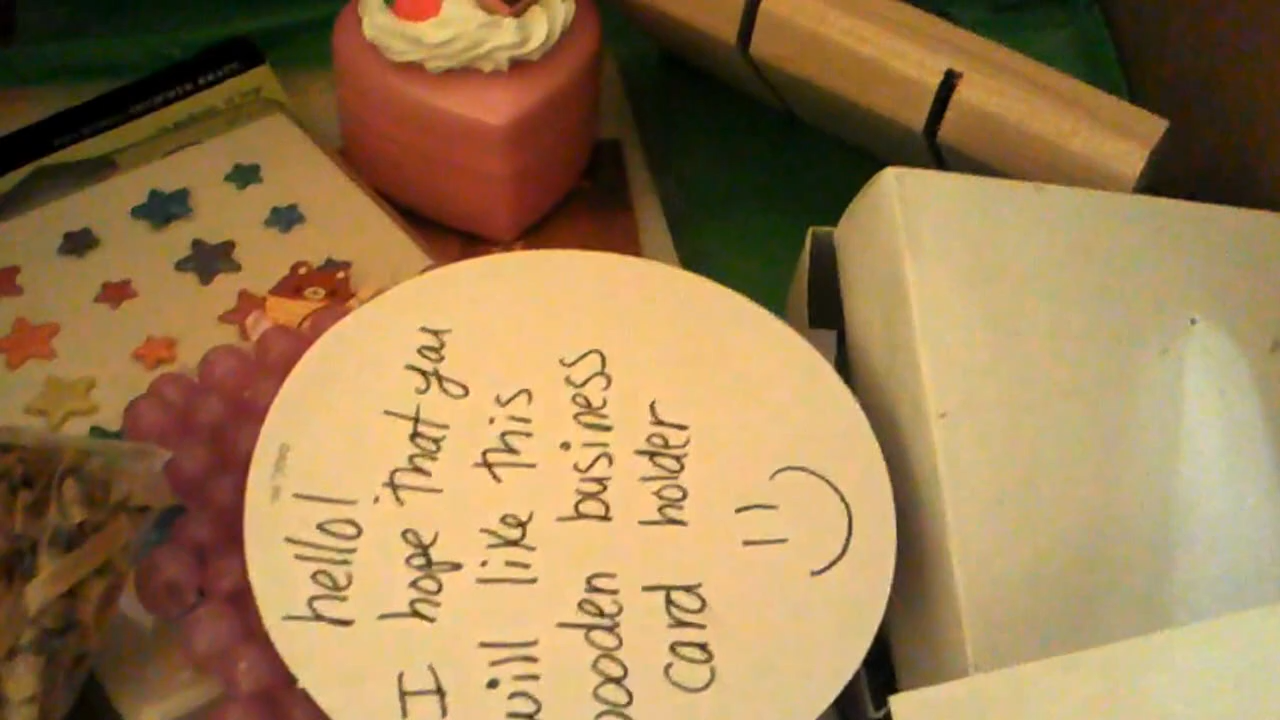 hello!
I hope that you
will like this
wooden business
card holder